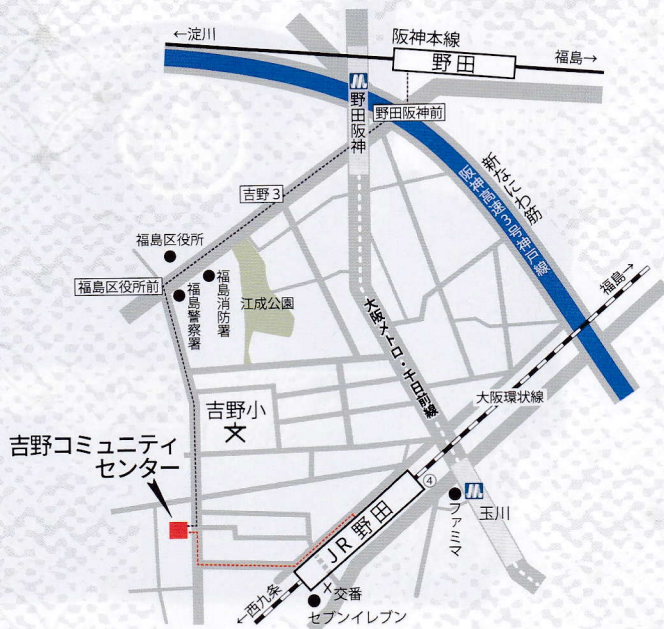 ←淀川
阪神本線
野田
福島→
野田阪神
野田阪神前
新なにわ筋
阪神高速3号神戸線
吉野3
福島区役所
福島区役所前
福島消防署
福島警察署
江成公園
福島→
大阪メトロ・千日前線
大阪環状線
吉野小
文
吉野コミュニティ
センター
④
JR野田
玉川
ファミマ
←西九条
交番
セブンイレブン